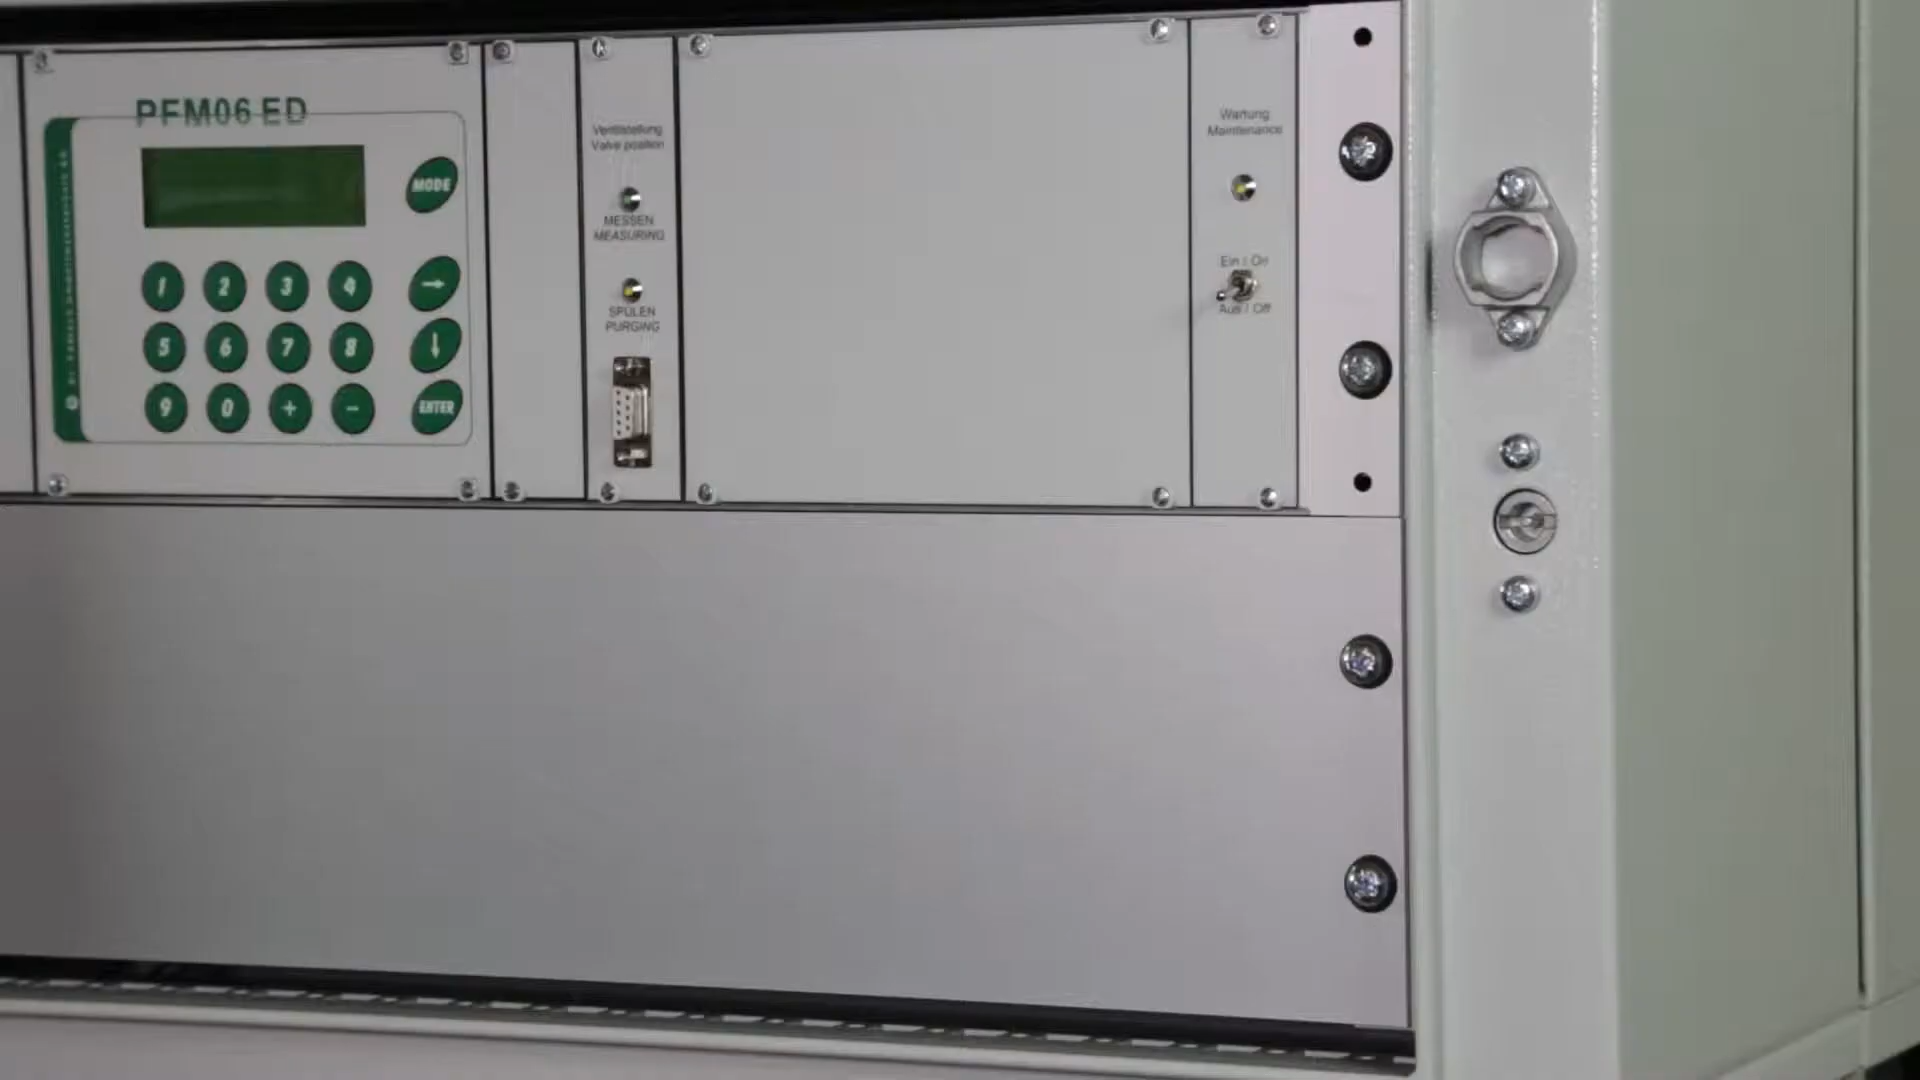 PFM06 ED
MODE
1 2 3 4 →
5 6 7 8 ↓
9 0 + - ENTER
Ventilstellung
Valve position
MESSEN
MEASURING
SPÜLEN
PURGING
Wartung
Maintenance
Ein / On
Aus / Off